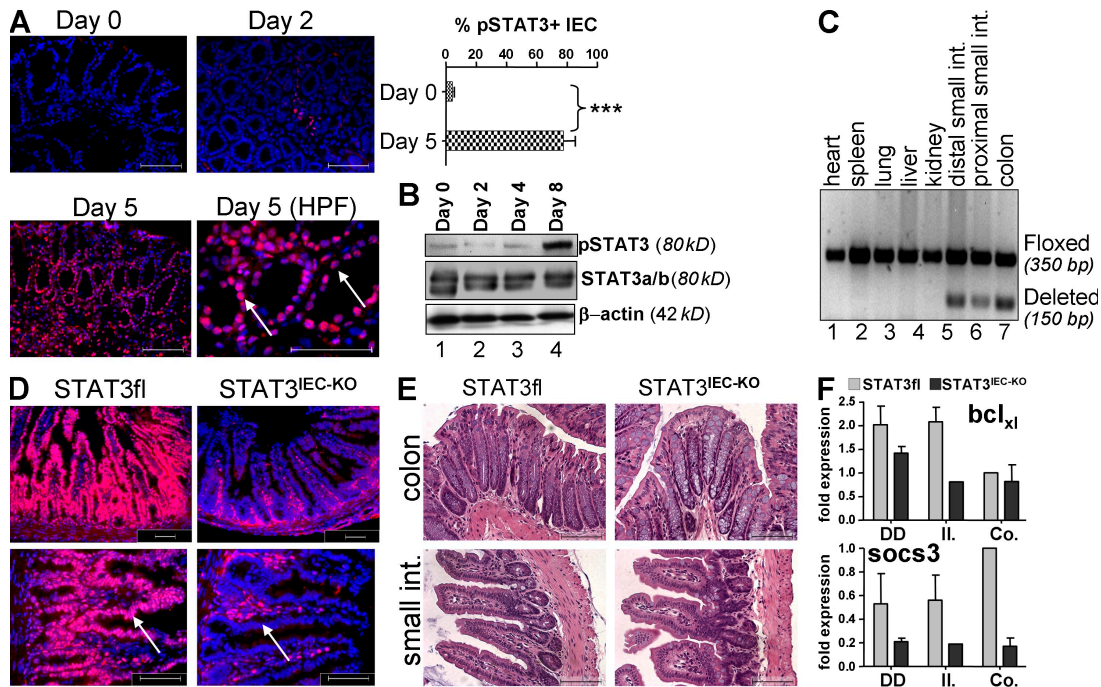 A
Day 0
Day 2
% pSTAT3+ IEC
0 20 40 60 80 100
Day 0
***
Day 5
Day 5
Day 5 (HPF)
B
Day 0
Day 2
Day 4
Day 8
pSTAT3 (80kD)
STAT3a/b (80kD)
β–actin (42 kD)
1 2 3 4
C
heart
spleen
lung
liver
kidney
distal small int.
proximal small int.
colon
Floxed
(350 bp)
Deleted
(150 bp)
1 2 3 4 5 6 7
D
STAT3fl
STAT3IEC-KO
E
STAT3fl
STAT3IEC-KO
colon
small int.
F
STAT3fl STAT3IEC-KO
bclxl
fold expression
2.5
2.0
1.5
1.0
0.5
0.0
DD Il. Co.
socs3
fold expression
1.0
0.8
0.6
0.4
0.2
0.0
DD Il. Co.